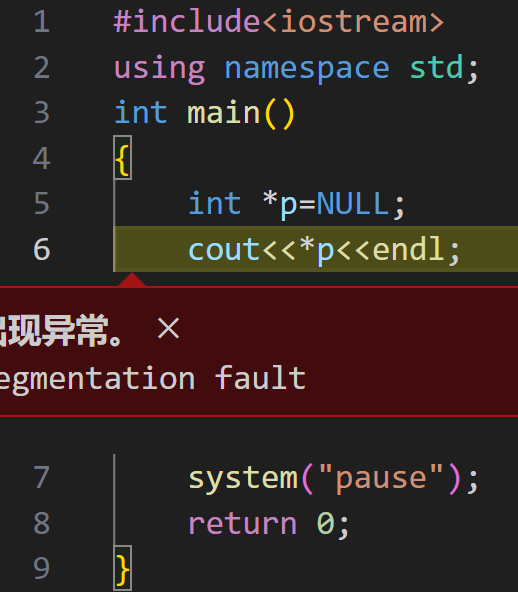 1 #include<iostream>
2 using namespace std;
3 int main()
4 {
5 int *p=NULL;
6 cout<<*p<<endl;
现异常。 ×
egmentation fault
7 system("pause");
8 return 0;
9 }